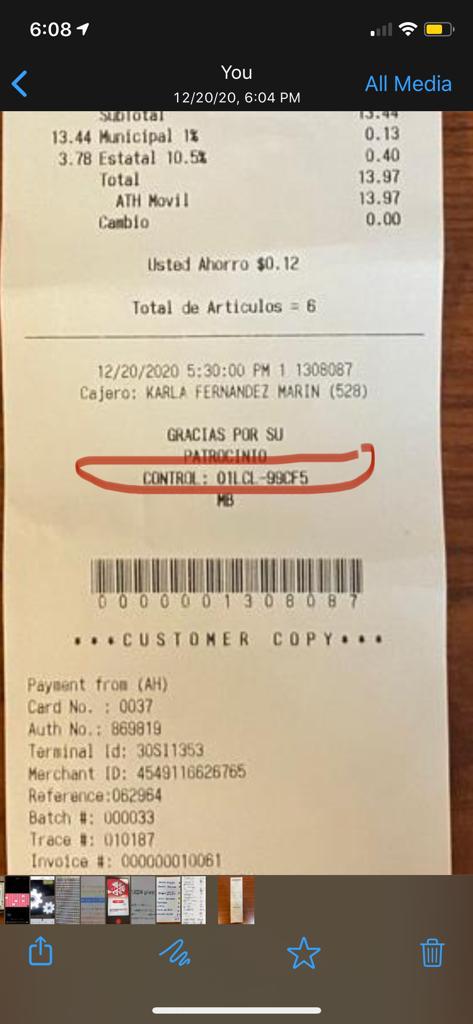 6:08
You
12/20/20, 6:04 PM
All Media
Subtotal 13.44
13.44 Municipal 1% 0.13
3.78 Estatal 10.5% 0.40
Total 13.97
ATH Movil 13.97
Cambio 0.00
Usted Ahorro $0.12
Total de Articulos = 6
12/20/2020 5:30:00 PM 1 1308087
Cajero: KARLA FERNANDEZ MARIN (528)
GRACIAS POR SU
PATROCINIO
CONTROL: 01LCL-99CF5
MB
0000001308087
***CUSTOMER COPY***
Payment from (AH)
Card No. : 0037
Auth No.: 869819
Terminal Id: 30SI1353
Merchant ID: 4549116626765
Reference:062964
Batch #: 000033
Trace #: 010187
Invoice #: 000000010061